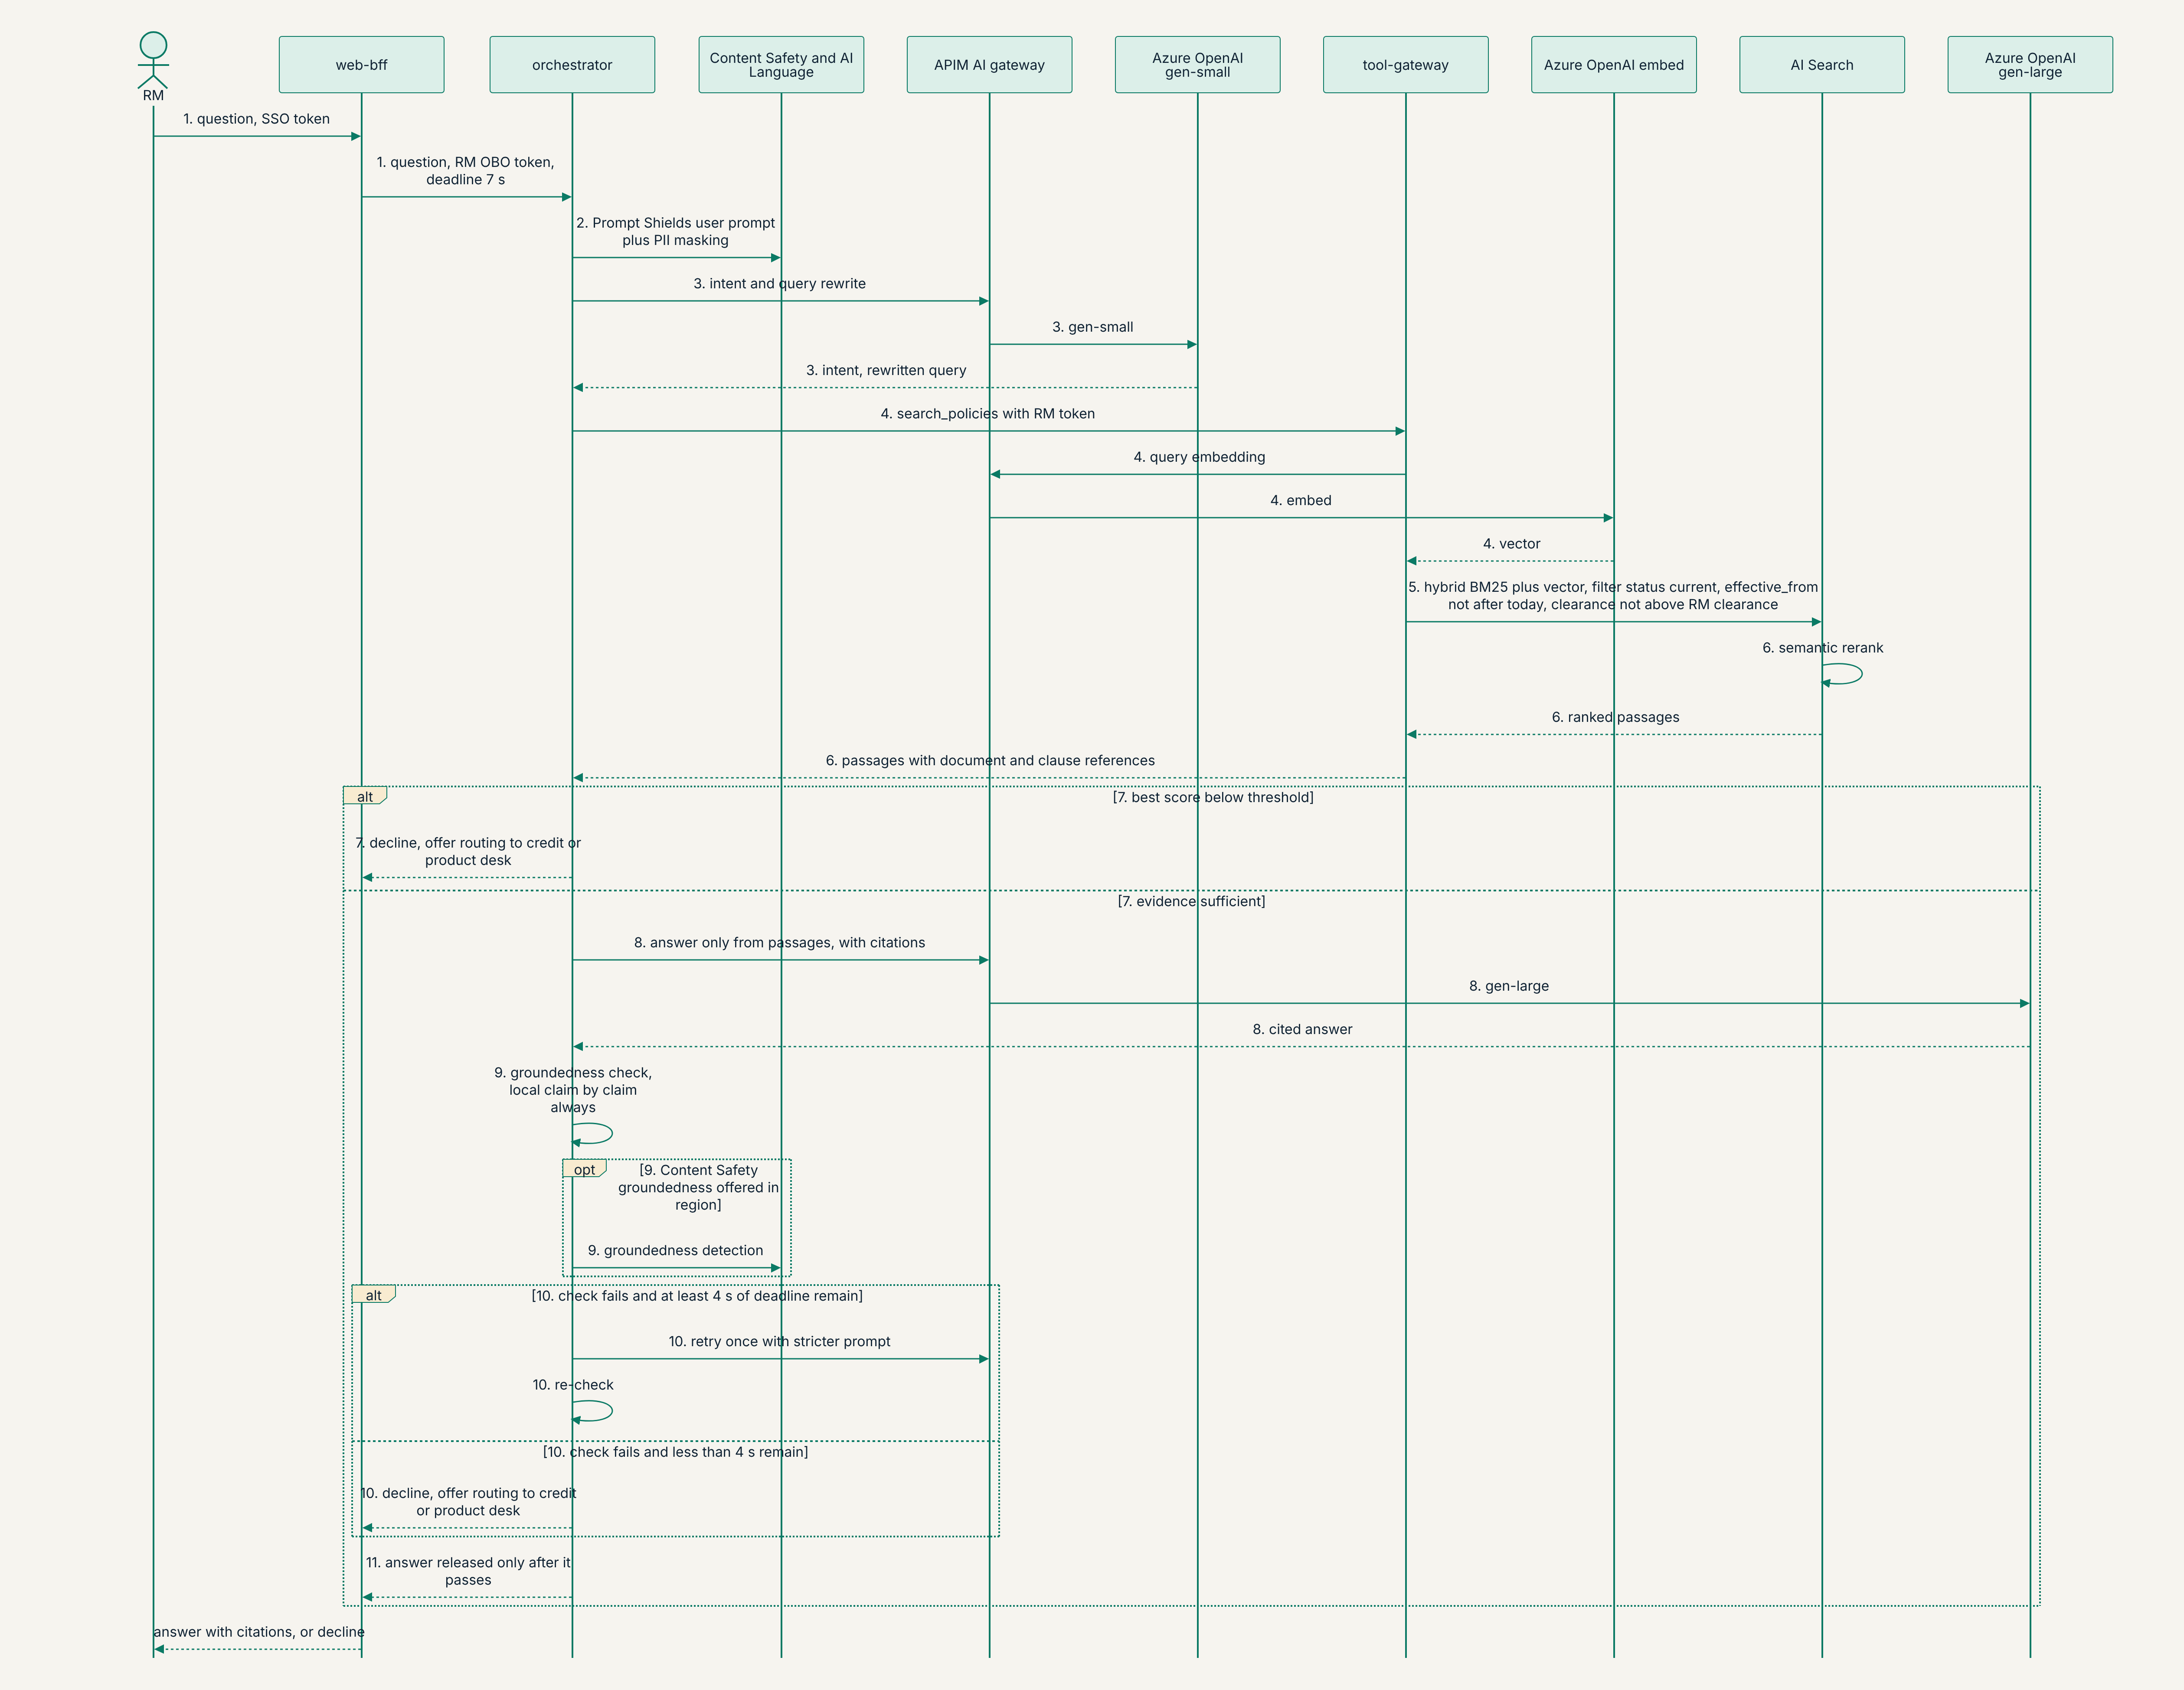 RM
web-bff
orchestrator
Content Safety and AI
Language
APIM AI gateway
Azure OpenAI
gen-small
tool-gateway
Azure OpenAI embed
AI Search
Azure OpenAI
gen-large
1. question, SSO token
1. question, RM OBO token,
deadline 7 s
2. Prompt Shields user prompt
plus PII masking
3. intent and query rewrite
3. gen-small
3. intent, rewritten query
4. search_policies with RM token
4. query embedding
4. embed
4. vector
5. hybrid BM25 plus vector, filter status current, effective_from
not after today, clearance not above RM clearance
6. semantic rerank
6. ranked passages
6. passages with document and clause references
alt
[7. best score below threshold]
7. decline, offer routing to credit or
product desk
[7. evidence sufficient]
8. answer only from passages, with citations
8. gen-large
8. cited answer
9. groundedness check,
local claim by claim
always
opt
[9. Content Safety
groundedness offered in
region]
9. groundedness detection
alt
[10. check fails and at least 4 s of deadline remain]
10. retry once with stricter prompt
10. re-check
[10. check fails and less than 4 s remain]
10. decline, offer routing to credit
or product desk
11. answer released only after it
passes
answer with citations, or decline